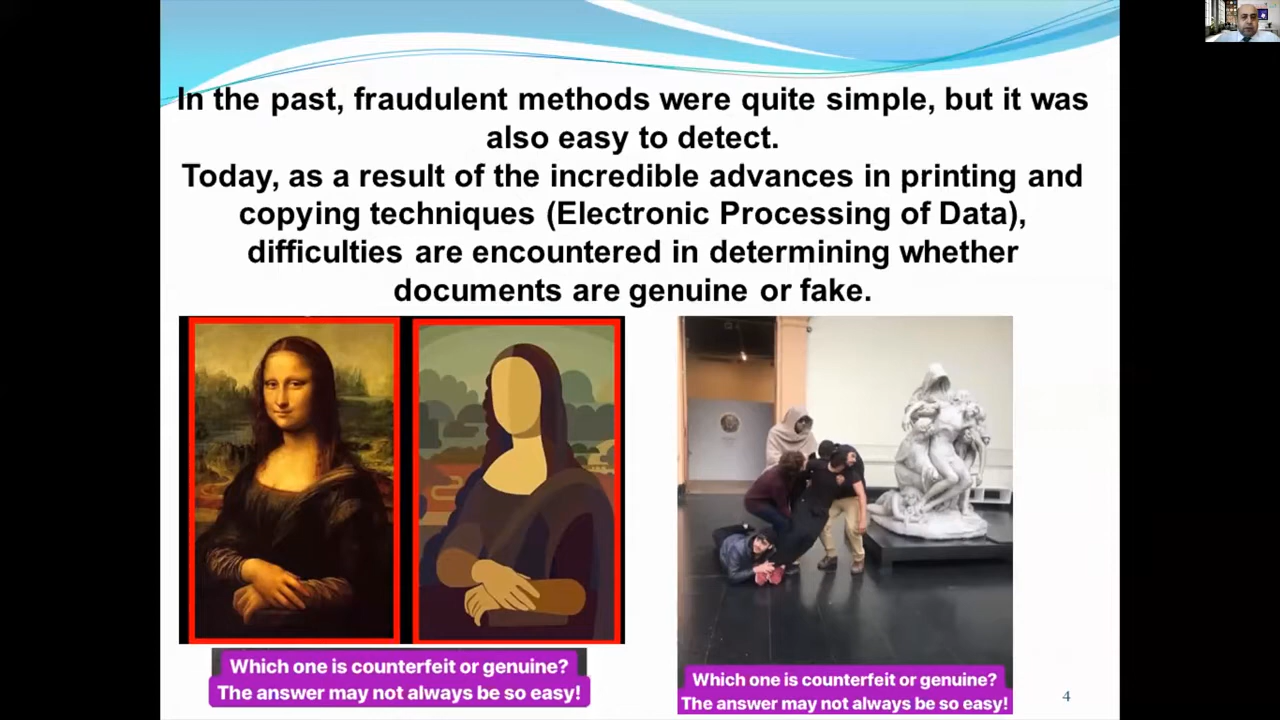 In the past, fraudulent methods were quite simple, but it was
also easy to detect.
Today, as a result of the incredible advances in printing and
copying techniques (Electronic Processing of Data),
difficulties are encountered in determining whether
documents are genuine or fake.
Which one is counterfeit or genuine?
The answer may not always be so easy!
Which one is counterfeit or genuine?
The answer may not always be so easy!
4